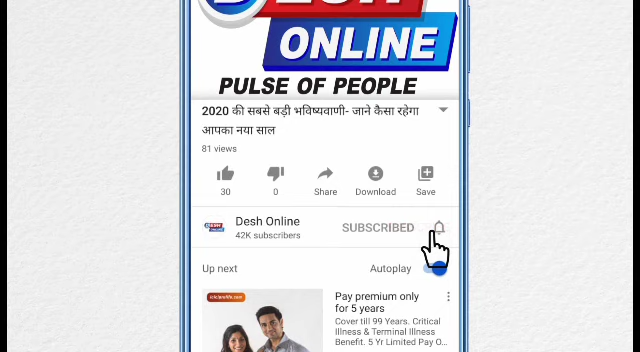 DESH
ONLINE
PULSE OF PEOPLE
2020 की सबसे बड़ी भविष्यवाणी- जाने कैसा रहेगा
आपका नया साल
81 views
30
0
Share
Download
Save
Desh Online
42K subscribers
SUBSCRIBED
Up next
Autoplay
Pay premium only
for 5 years
Cover till 99 Years. Critical
Illness & Terminal Illness
Benefit. 5 Yr Limited Pay O...